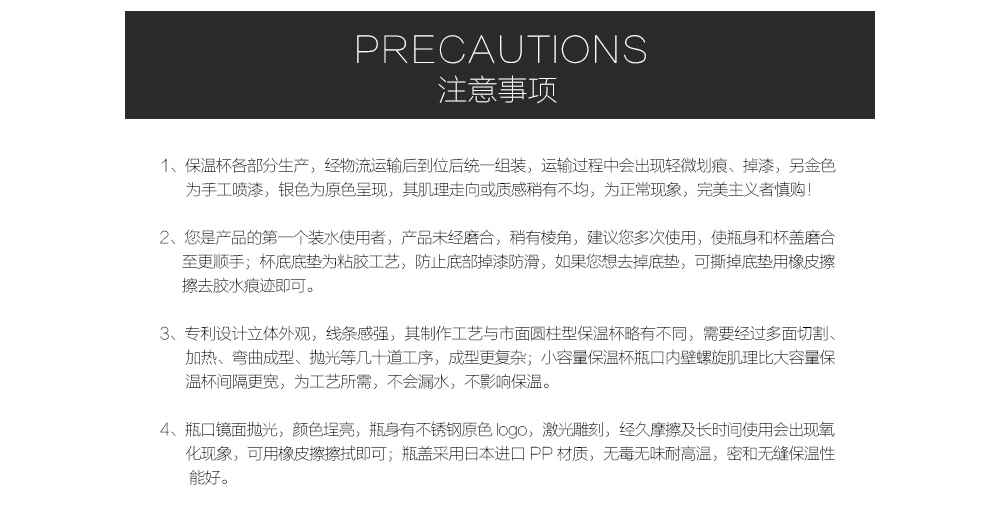 PRECAUTIONS
注意事项
1、保温杯各部分生产，经物流运输后到位后统一组装，运输过程中会出现轻微划痕、掉漆，另金色
为手工喷漆，银色为原色呈现，其肌理走向或质感稍有不均，为正常现象，完美主义者慎购！
2、您是产品的第一个装水使用者，产品未经磨合，稍有棱角，建议您多次使用，使瓶身和杯盖磨合
至更顺手；杯底底垫为粘胶工艺，防止底部掉漆防滑，如果您想去掉底垫，可撕掉底垫用橡皮擦
擦去胶水痕迹即可。
3、专利设计立体外观，线条感强，其制作工艺与市面圆柱型保温杯略有不同，需要经过多面切割、
加热、弯曲成型、抛光等几十道工序，成型更复杂；小容量保温杯瓶口内壁螺旋肌理比大容量保
温杯间隔更宽，为工艺所需，不会漏水，不影响保温。
4、瓶口镜面抛光，颜色埕亮，瓶身有不锈钢原色 logo，激光雕刻，经久摩擦及长时间使用会出现氧
化现象，可用橡皮擦擦拭即可；瓶盖采用日本进口 PP 材质，无毒无味耐高温，密和无缝保温性
能好。